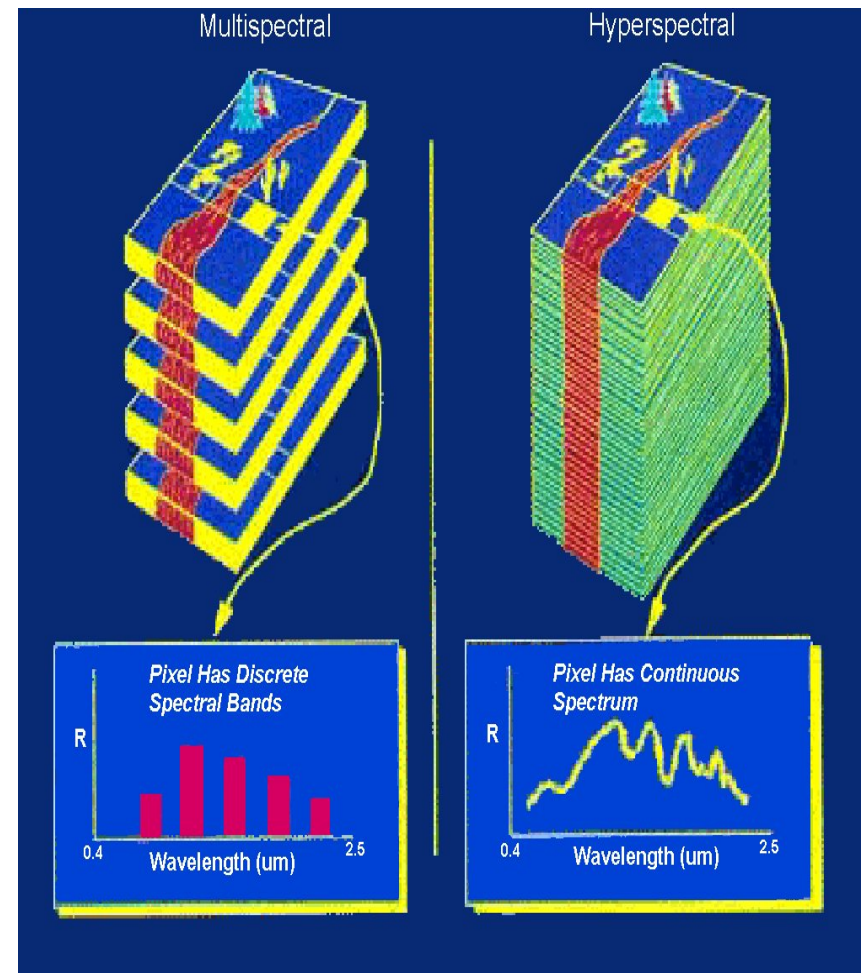 Multispectral
Hyperspectral
Pixel Has Discrete
Spectral Bands
R
0.4
Wavelength (um)
2.5
Pixel Has Continuous
Spectrum
R
0.4
Wavelength (um)
2.5